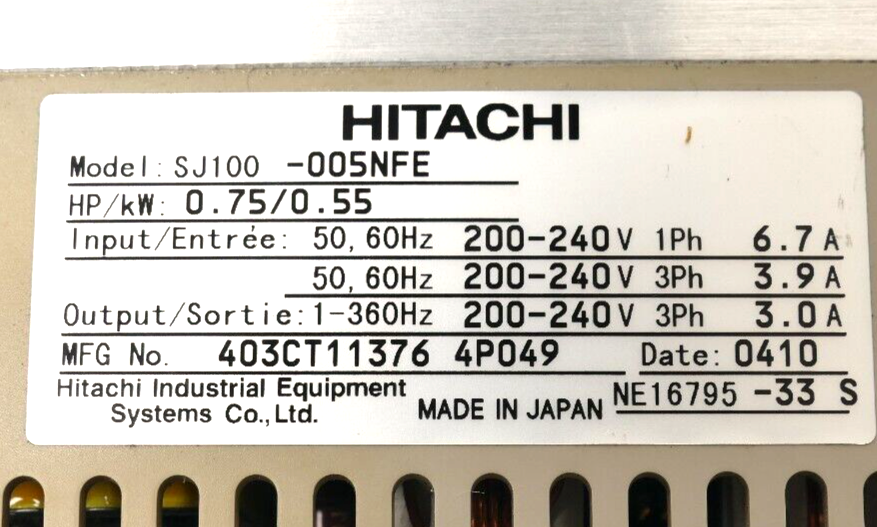 HITACHI
Model: SJ100 -005NFE
HP/kW: 0.75/0.55
Input/Entrée: 50, 60Hz 200-240V 1Ph 6.7A
50, 60Hz 200-240V 3Ph 3.9A
Output/Sortie: 1-360Hz 200-240V 3Ph 3.0A
MFG No. 403CT11376 4P049 Date: 0410
Hitachi Industrial Equipment
Systems Co., Ltd. MADE IN JAPAN NE16795 -33 S